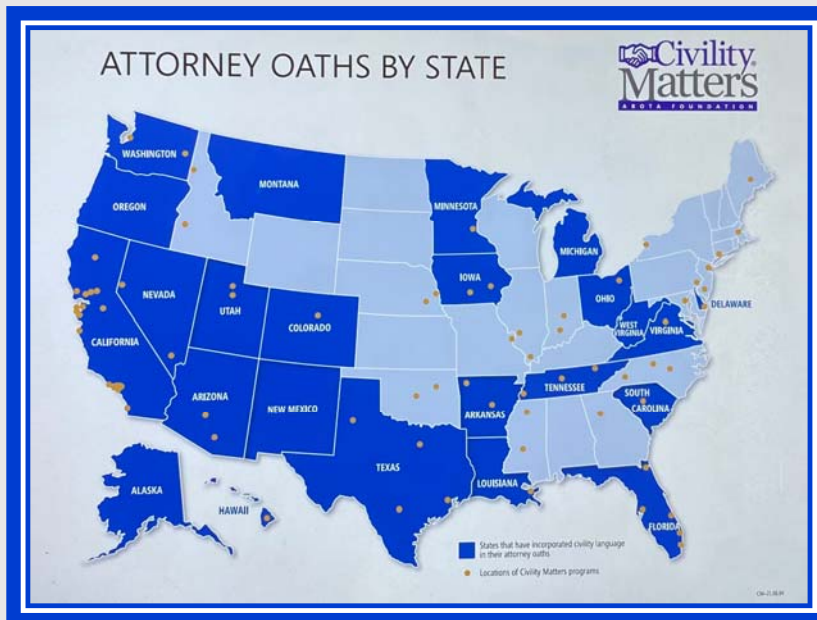 ATTORNEY OATHS BY STATE
Civility
Matters
ABOTA FOUNDATION
WASHINGTON
MONTANA
OREGON
MINNESOTA
MICHIGAN
IOWA
NEVADA
UTAH
OHIO
DELAWARE
COLORADO
WEST
VIRGINIA
VIRGINIA
CALIFORNIA
TENNESSEE
ARIZONA
NEW MEXICO
ARKANSAS
SOUTH
CAROLINA
TEXAS
LOUISIANA
ALASKA
HAWAII
FLORIDA
States that have incorporated civility language
in their attorney oaths
Locations of Civility Matters programs